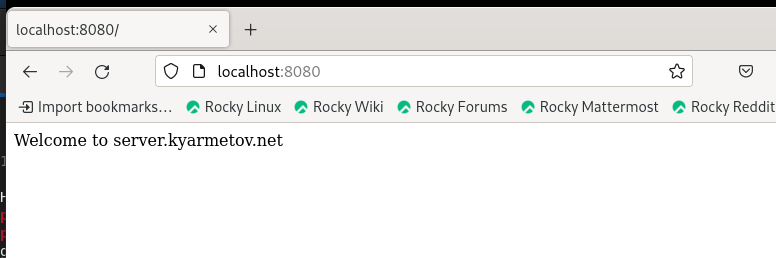 localhost:8080/
localhost:8080
Import bookmarks… Rocky Linux Rocky Wiki Rocky Forums Rocky Mattermost Rocky Reddit
Welcome to server.kyarmetov.net